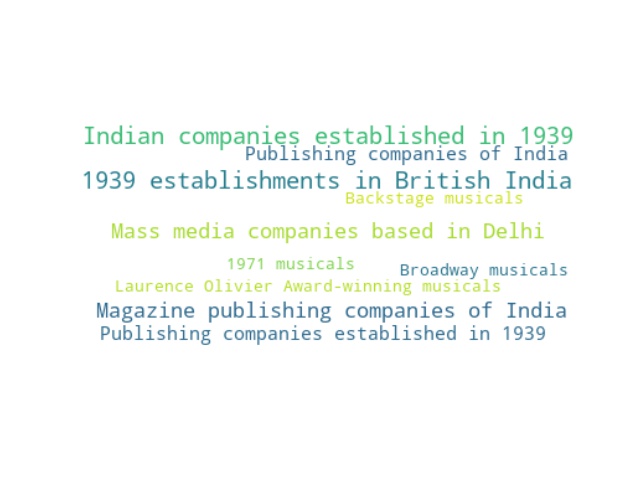 Indian companies established in 1939
Publishing companies of India
1939 establishments in British India
Backstage musicals
Mass media companies based in Delhi
1971 musicals
Broadway musicals
Laurence Olivier Award-winning musicals
Magazine publishing companies of India
Publishing companies established in 1939